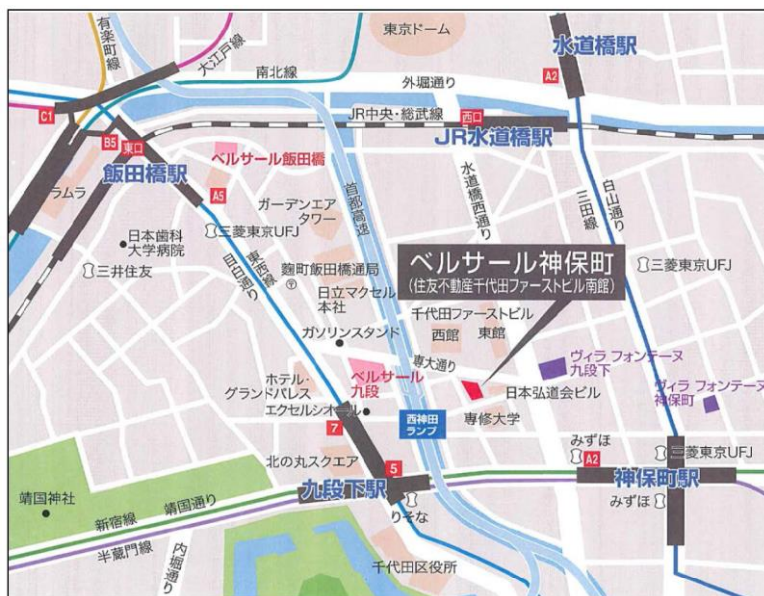 有楽町線
大江戸線
東京ドーム
水道橋駅
南北線
外堀通り
A2
C1
JR中央・総武線
西口
JR水道橋駅
B5
東口
ベルサール飯田橋
飯田橋駅
ラムラ
A5
ガーデンエア
タワー
首都高速
水道橋西通り
白山通り
三田線
三菱東京UFJ
日本歯科
大学病院
三井住友
東西線
目白通り
麹町飯田橋通局
日立マクセル
本社
ベルサール神保町
(住友不動産千代田ファーストビル南館)
三菱東京UFJ
千代田ファーストビル
西館
東館
ガソリンスタンド
専大通り
ヴィラ フォンテーヌ
九段下
ホテル・
グランドパレス
ベルサール
九段
エクセルシオール
日本弘道会ビル
ヴィラ フォンテーヌ
神保町
専修大学
西神田
ランプ
7
みずほ
三菱東京UFJ
北の丸スクエア
5
A2
九段下駅
神保町駅
靖国神社
靖国通り
新宿線
りそな
みずほ
半蔵門線
内堀通り
千代田区役所